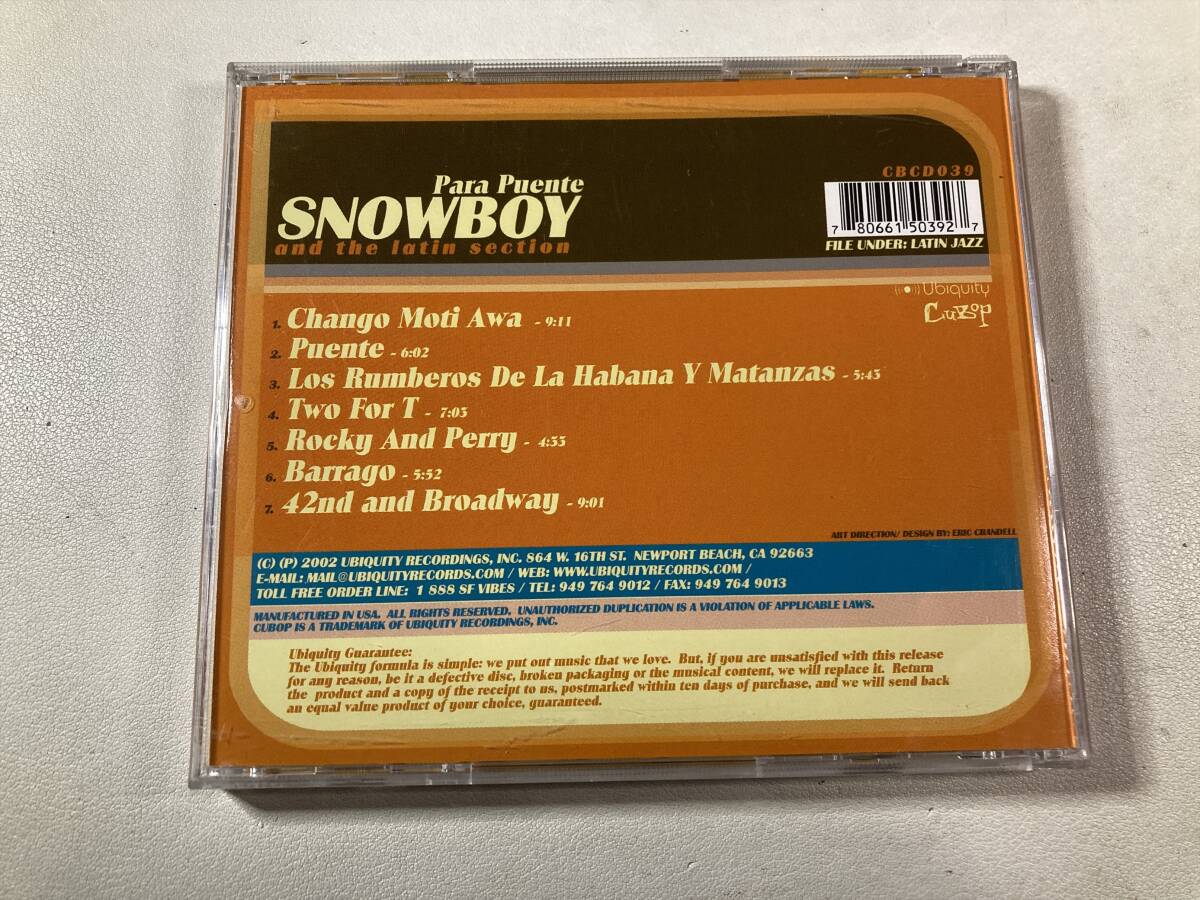 Para Puente
SNOWBOY
and the latin section
CBCD039
7 80661 50392 7
FILE UNDER: LATIN JAZZ
Ubiquity
CuBop
1. Chango Moti Awa - 9:11
2. Puente - 6:02
3. Los Rumberos De La Habana Y Matanzas - 5:43
4. Two For T - 7:03
5. Rocky And Perry - 4:33
6. Barrago - 5:52
7. 42nd and Broadway - 9:01
ART DIRECTION/ DESIGN BY: ERIC CRANDELL
(C) (P) 2002 UBIQUITY RECORDINGS, INC. 864 W. 16TH ST. NEWPORT BEACH, CA 92663
E-MAIL: MAIL@UBIQUITYRECORDS.COM / WEB: WWW.UBIQUITYRECORDS.COM /
TOLL FREE ORDER LINE: 1 888 SF VIBES / TEL: 949 764 9012 / FAX: 949 764 9013
MANUFACTURED IN USA. ALL RIGHTS RESERVED. UNAUTHORIZED DUPLICATION IS A VIOLATION OF APPLICABLE LAWS.
CUBOP IS A TRADEMARK OF UBIQUITY RECORDINGS, INC.
Ubiquity Guarantee:
The Ubiquity formula is simple: we put out music that we love. But, if you are unsatisfied with this release
for any reason, be it a defective disc, broken packaging or the musical content, we will replace it. Return
the product and a copy of the receipt to us, postmarked within ten days of purchase, and we will send back
an equal value product of your choice, guaranteed.